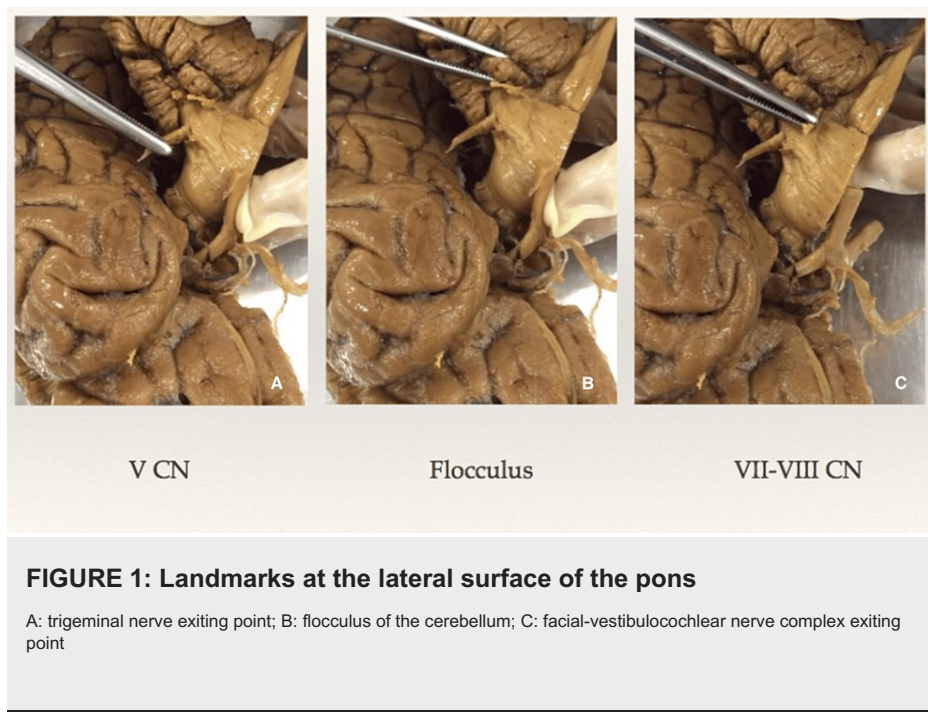 A
B
C
V CN
Flocculus
VII-VIII CN
FIGURE 1: Landmarks at the lateral surface of the pons
A: trigeminal nerve exiting point; B: flocculus of the cerebellum; C: facial-vestibulocochlear nerve complex exiting
point